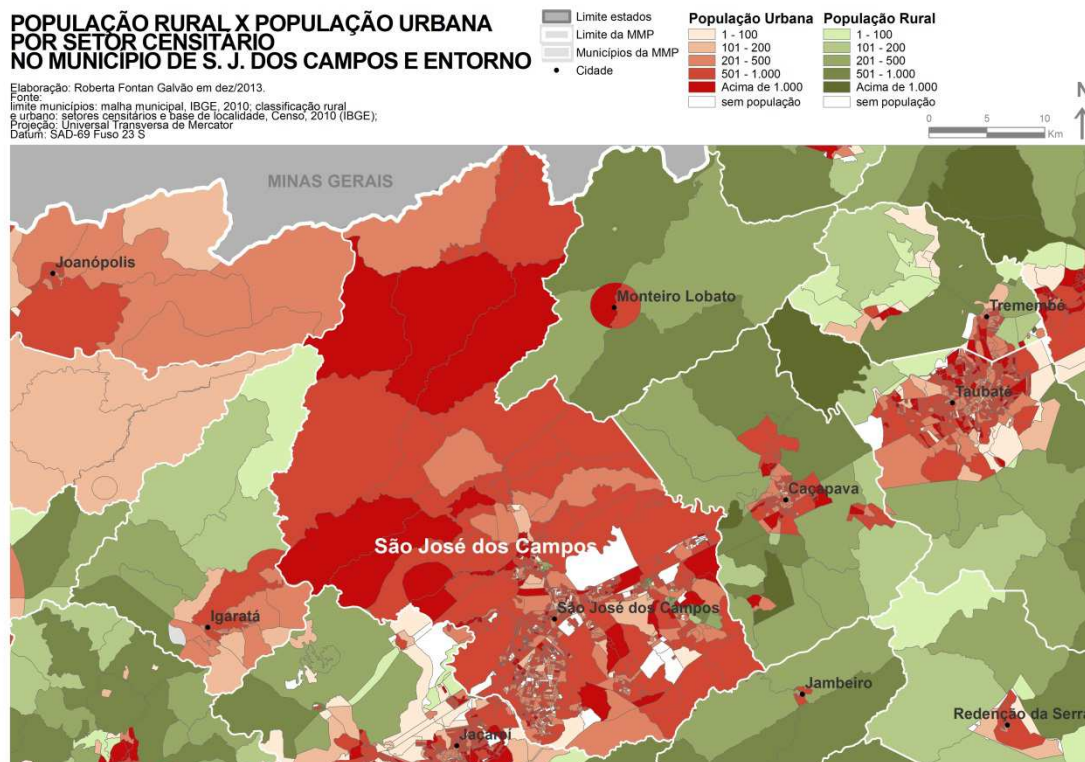 POPULAÇÃO RURAL X POPULAÇÃO URBANA
POR SETOR CENSITÁRIO
NO MUNICÍPIO DE S. J. DOS CAMPOS E ENTORNO
Elaboração: Roberta Fontan Galvão em dez/2013.
Fonte:
limite municípios: malha municipal, IBGE, 2010; classificação rural
e urbano: setores censitários e base de localidade, Censo, 2010 (IBGE);
Projeção: Universal Transversa de Mercator
Datum: SAD-69 Fuso 23 S
Limite estados
Limite da MMP
Municípios da MMP
Cidade
População Urbana
1 - 100
101 - 200
201 - 500
501 - 1.000
Acima de 1.000
sem população
População Rural
1 - 100
101 - 200
201 - 500
501 - 1.000
Acima de 1.000
sem população
N
0 5 10
Km
MINAS GERAIS
Joanópolis
Monteiro Lobato
Tremembé
Taubaté
Caçapava
São José dos Campos
São José dos Campos
Igaratá
Jambeiro
Redenção da Serra
Jacareí